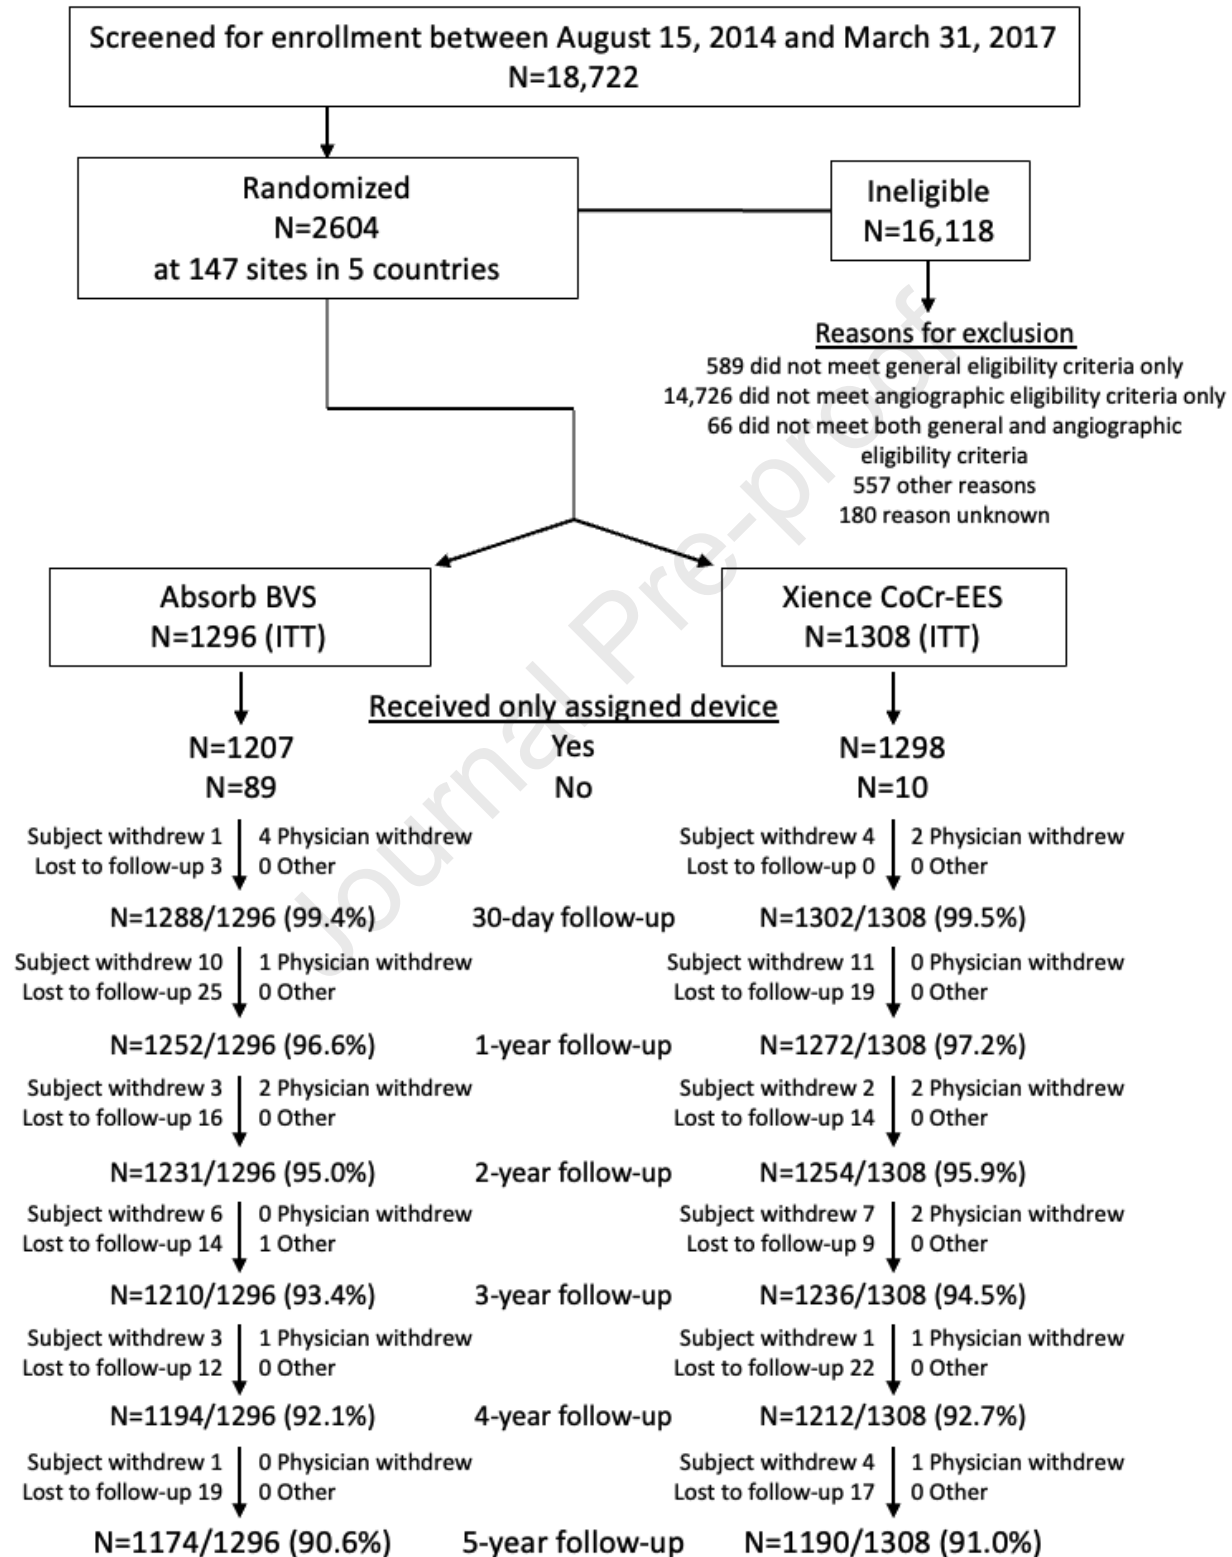 Screened for enrollment between August 15, 2014 and March 31, 2017
N=18,722
Randomized
N=2604
at 147 sites in 5 countries
Ineligible
N=16,118
Reasons for exclusion
589 did not meet general eligibility criteria only
14,726 did not meet angiographic eligibility criteria only
66 did not meet both general and angiographic
eligibility criteria
557 other reasons
180 reason unknown
Absorb BVS
N=1296 (ITT)
Xience CoCr-EES
N=1308 (ITT)
Received only assigned device
N=1207 Yes N=1298
N=89 No N=10
Subject withdrew 1 4 Physician withdrew Subject withdrew 4 2 Physician withdrew
Lost to follow-up 3 0 Other Lost to follow-up 0 0 Other
N=1288/1296 (99.4%) 30-day follow-up N=1302/1308 (99.5%)
Subject withdrew 10 1 Physician withdrew Subject withdrew 11 0 Physician withdrew
Lost to follow-up 25 0 Other Lost to follow-up 19 0 Other
N=1252/1296 (96.6%) 1-year follow-up N=1272/1308 (97.2%)
Subject withdrew 3 2 Physician withdrew Subject withdrew 2 2 Physician withdrew
Lost to follow-up 16 0 Other Lost to follow-up 14 0 Other
N=1231/1296 (95.0%) 2-year follow-up N=1254/1308 (95.9%)
Subject withdrew 6 0 Physician withdrew Subject withdrew 7 2 Physician withdrew
Lost to follow-up 14 1 Other Lost to follow-up 9 0 Other
N=1210/1296 (93.4%) 3-year follow-up N=1236/1308 (94.5%)
Subject withdrew 3 1 Physician withdrew Subject withdrew 1 1 Physician withdrew
Lost to follow-up 12 0 Other Lost to follow-up 22 0 Other
N=1194/1296 (92.1%) 4-year follow-up N=1212/1308 (92.7%)
Subject withdrew 1 0 Physician withdrew Subject withdrew 4 1 Physician withdrew
Lost to follow-up 19 0 Other Lost to follow-up 17 0 Other
N=1174/1296 (90.6%) 5-year follow-up N=1190/1308 (91.0%)
Journal Pre-proof